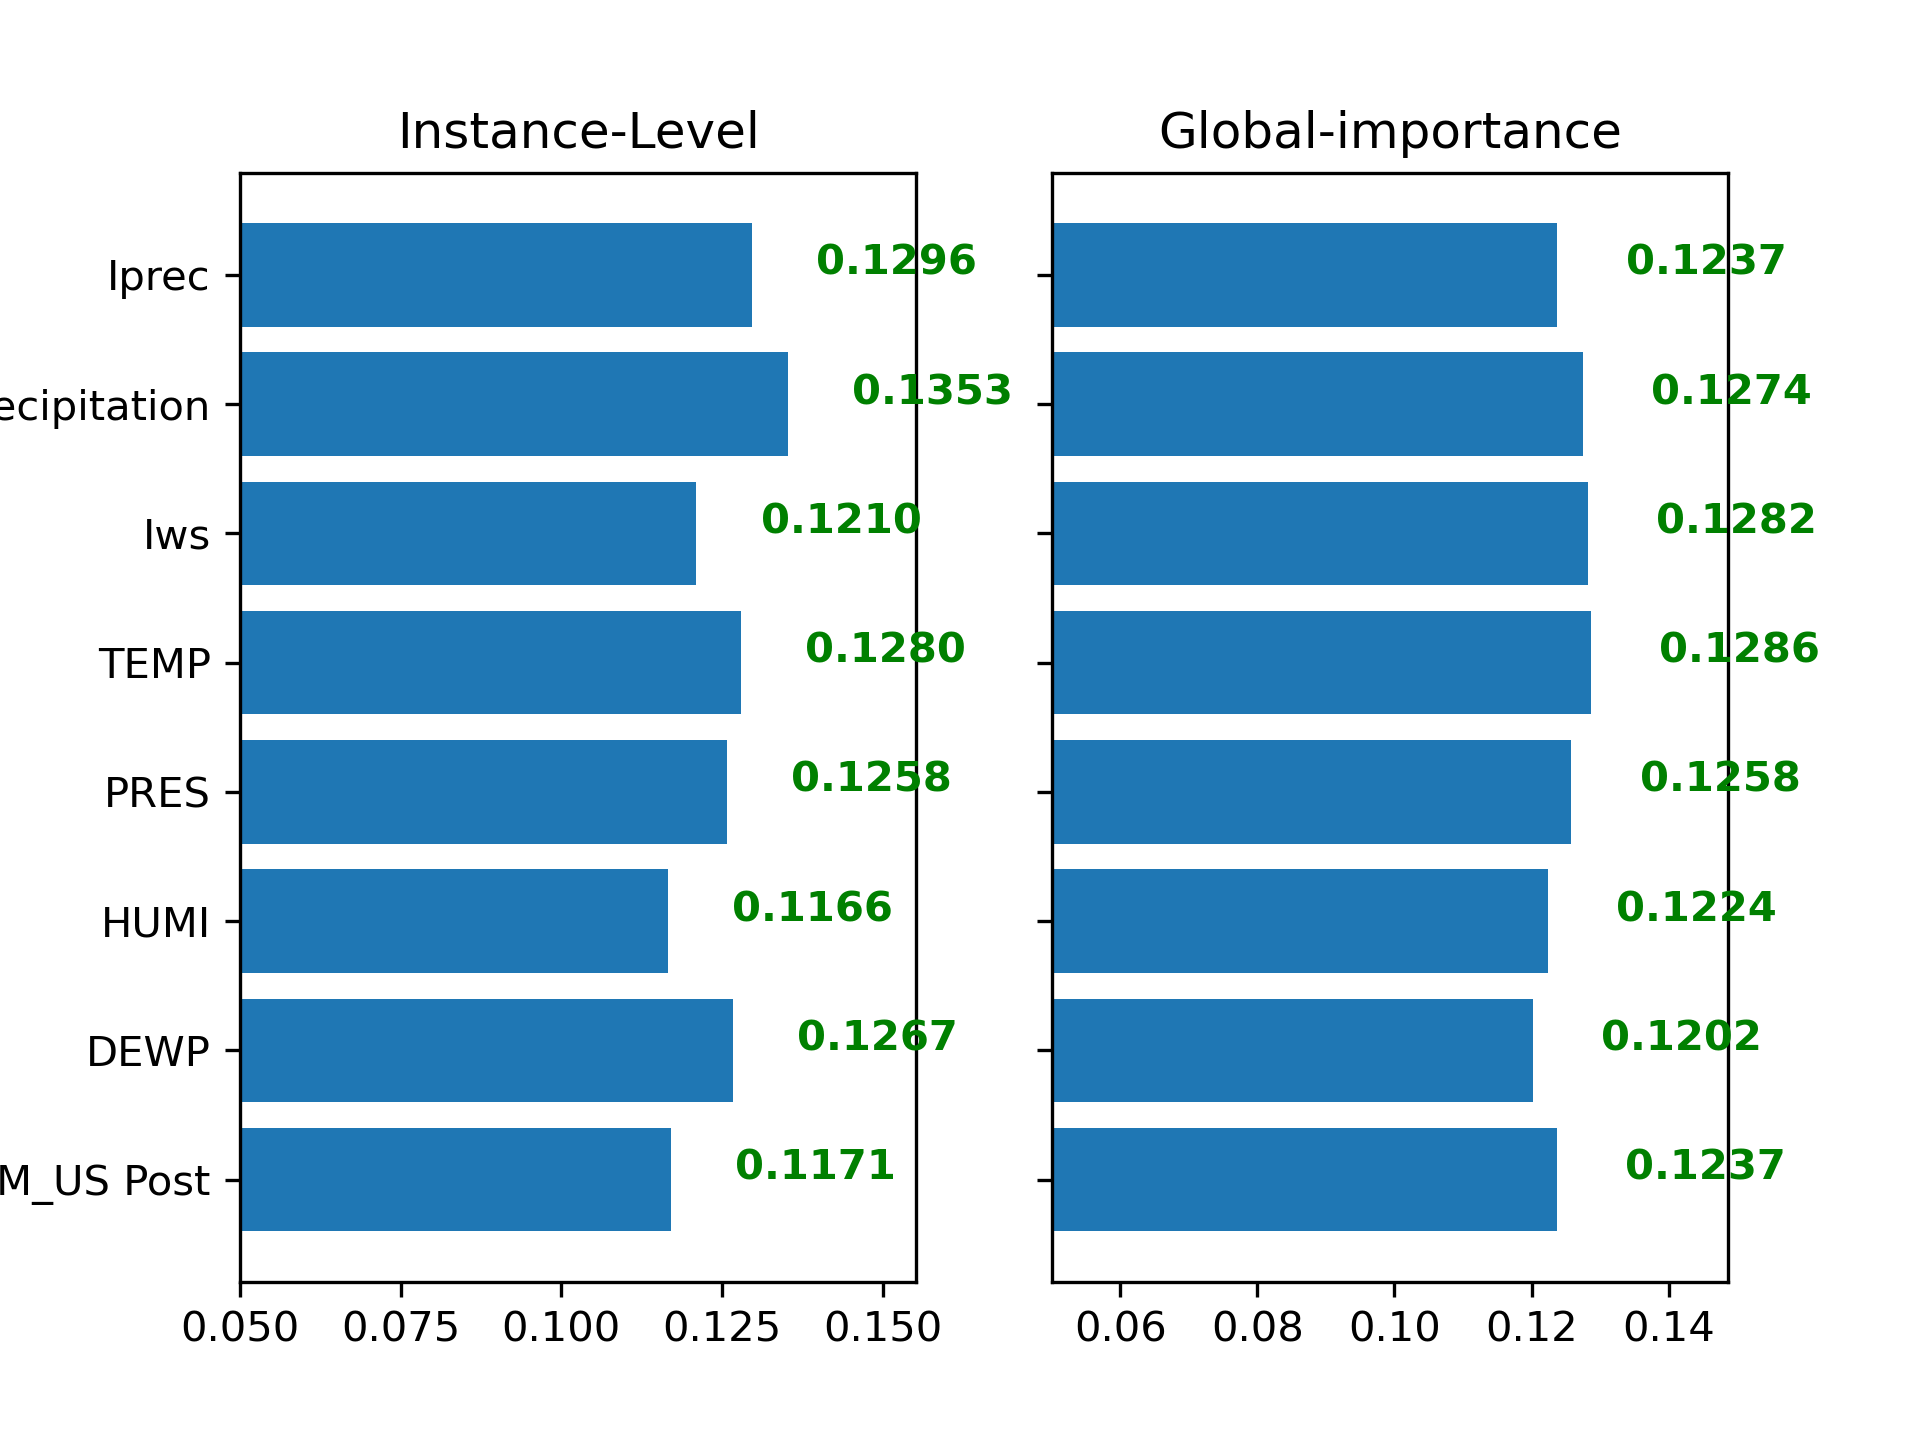 Instance-Level
Global-importance
Iprec
0.1296
0.1237
ecipitation
0.1353
0.1274
Iws
0.1210
0.1282
TEMP
0.1280
0.1286
PRES
0.1258
0.1258
HUMI
0.1166
0.1224
DEWP
0.1267
0.1202
M_US Post
0.1171
0.1237
0.050 0.075 0.100 0.125 0.150
0.06 0.08 0.10 0.12 0.14